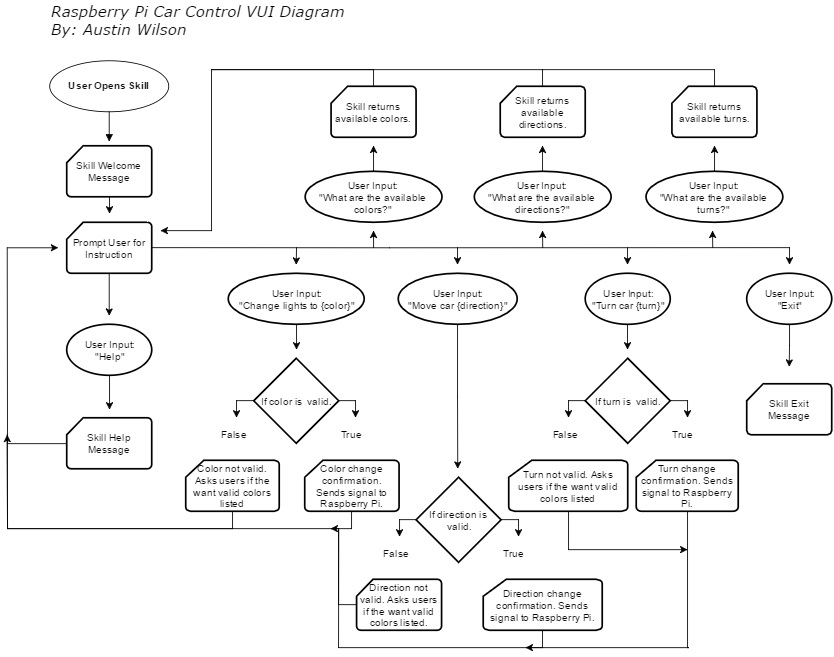 Raspberry Pi Car Control VUI Diagram
By: Austin Wilson
User Opens Skill
Skill returns
available colors.
Skill returns
available
directions.
Skill returns
available turns.
Skill Welcome
Message
User Input:
"What are the available
colors?"
User Input:
"What are the available
directions?"
User Input:
"What are the available
turns?"
Prompt User for
Instruction
User Input:
"Change lights to {color}"
User Input:
"Move car {direction}"
User Input:
"Turn car {turn}"
User Input:
"Exit"
User Input:
"Help"
If color is valid.
If turn is valid.
Skill Exit
Message
False
True
False
True
Skill Help
Message
Color not valid.
Asks users if the
want valid colors
listed
Color change
confirmation.
Sends signal to
Raspberry Pi.
Turn not valid. Asks
users if the want valid
colors listed
Turn change
confirmation. Sends
signal to Raspberry
Pi.
If direction is
valid.
False
True
Direction not
valid. Asks users
if the want valid
colors listed.
Direction change
confirmation. Sends
signal to Raspberry Pi.